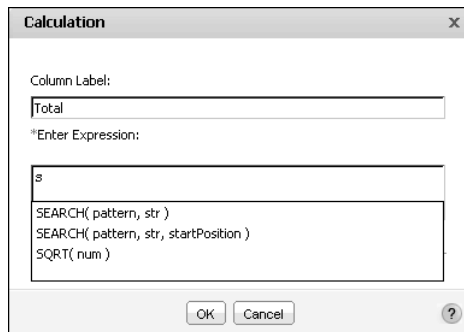 Calculation x
Column Label:
Total
*Enter Expression:
s
SEARCH( pattern, str )
SEARCH( pattern, str, startPosition )
SQRT( num )
OK Cancel ?